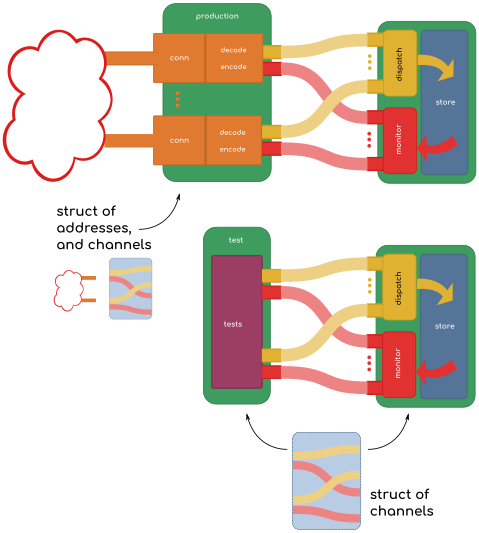 production
conn
decode
encode
dispatch
store
monitor
conn
decode
encode
struct of
addresses,
and channels
test
tests
dispatch
store
monitor
struct of
channels